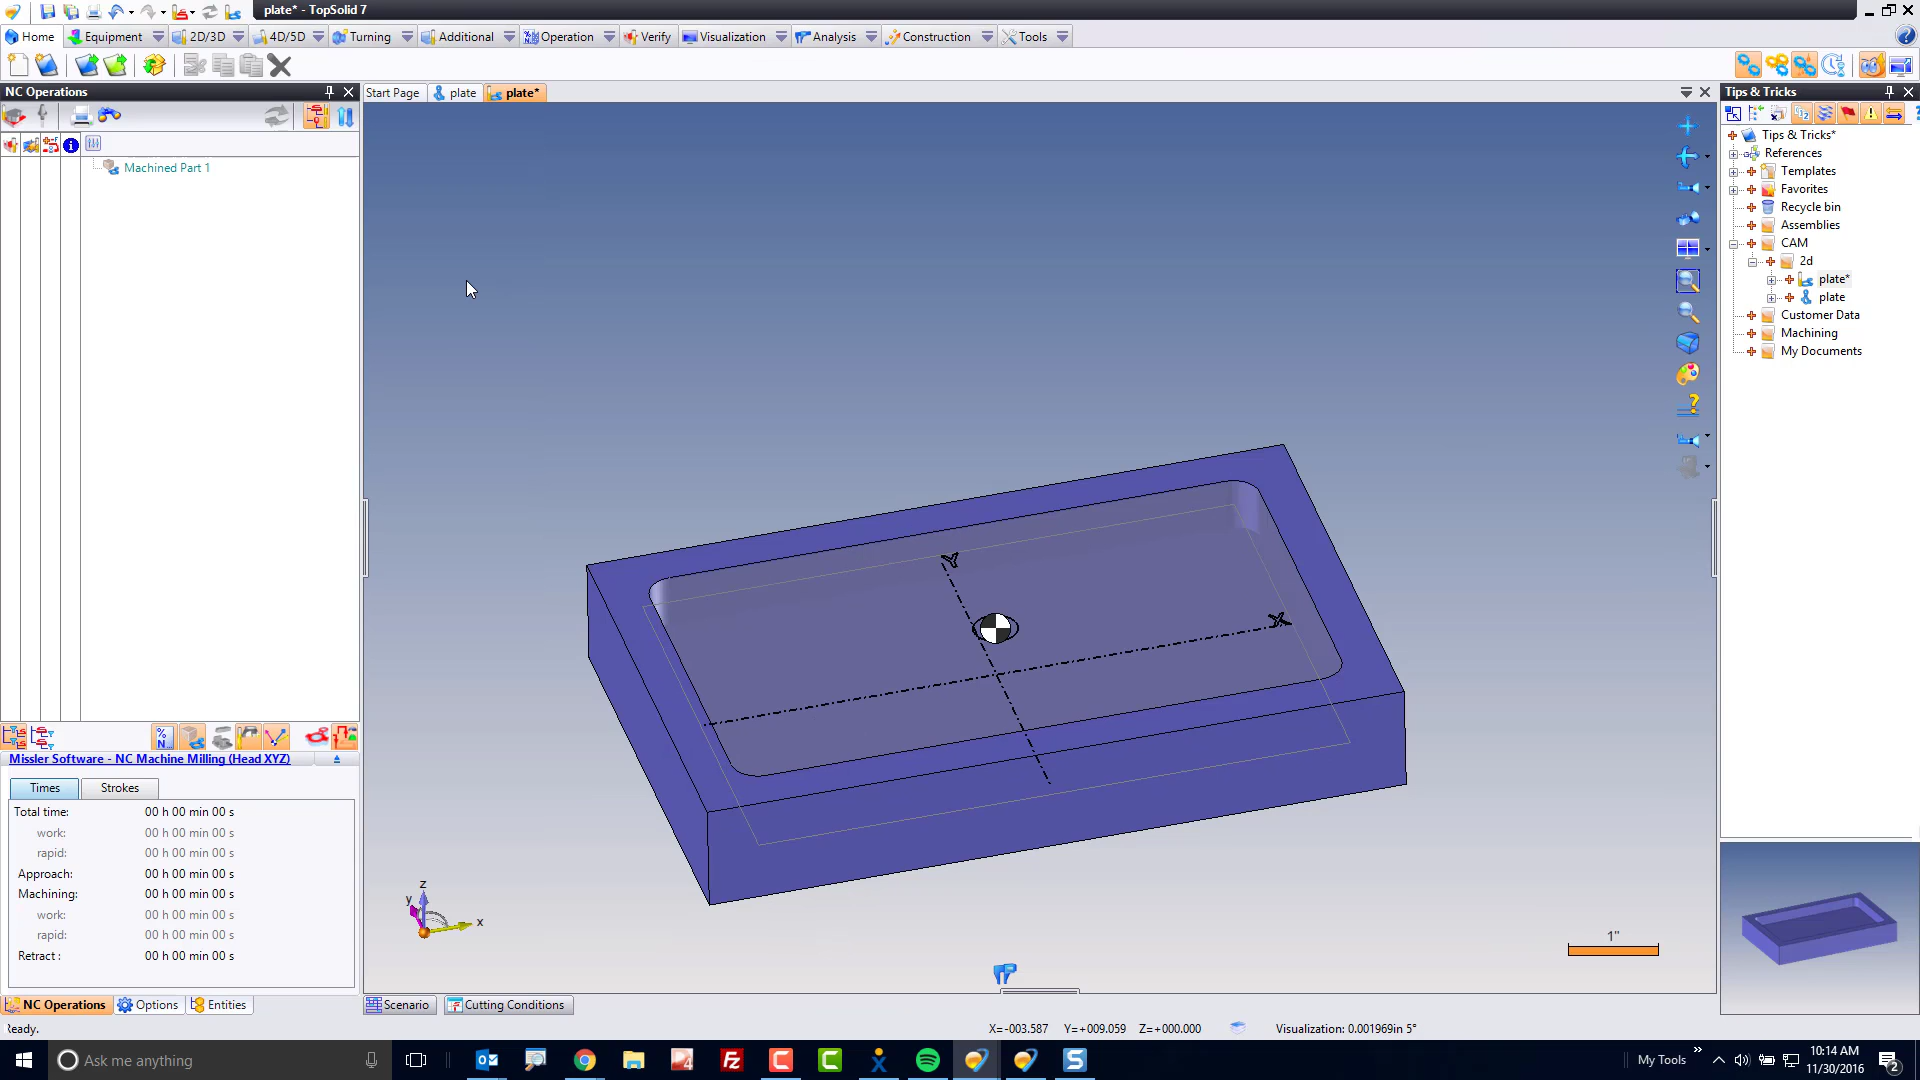 plate* - TopSolid 7
Home Equipment 2D/3D 4D/5D Turning Additional Operation Verify Visualization Analysis Construction Tools
NC Operations
Start Page plate plate*
Tips & Tricks
Machined Part 1
Tips & Tricks*
References
Templates
Favorites
Recycle bin
Assemblies
CAM
2d
plate*
plate
Customer Data
Machining
My Documents
Y
X
Missler Software - NC Machine Milling (Head XYZ)
Times Strokes
Total time: 00 h 00 min 00 s
work: 00 h 00 min 00 s
rapid: 00 h 00 min 00 s
Approach: 00 h 00 min 00 s
Machining: 00 h 00 min 00 s
work: 00 h 00 min 00 s
rapid: 00 h 00 min 00 s
Retract : 00 h 00 min 00 s
z
y
x
1"
NC Operations Options Entities
Scenario Cutting Conditions
Ready.
X=-003.587 Y=+009.059 Z=+000.000 Visualization: 0.001969in 5°
Ask me anything
My Tools
10:14 AM
11/30/2016
2